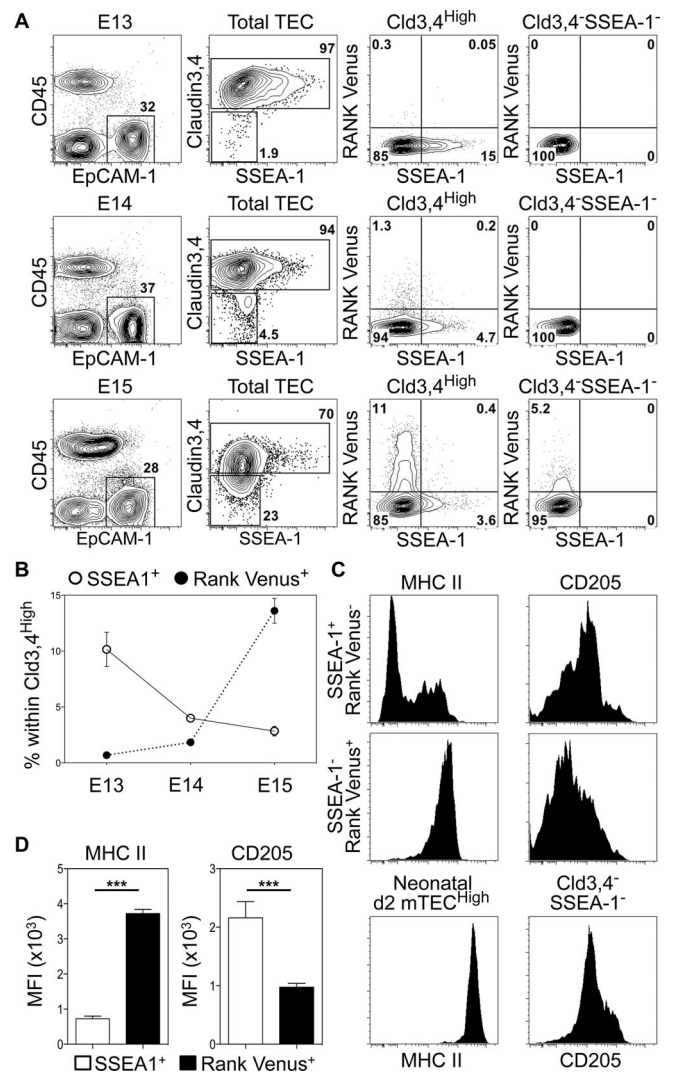 A
E13
Total TEC
Cld3,4High
Cld3,4-SSEA-1-
CD45
32
EpCAM-1
Claudin3,4
97
1.9
SSEA-1
RANK Venus
0.3
0.05
85
15
SSEA-1
RANK Venus
0
0
100
0
SSEA-1
E14
Total TEC
Cld3,4High
Cld3,4-SSEA-1-
CD45
37
EpCAM-1
Claudin3,4
94
4.5
SSEA-1
RANK Venus
1.3
0.2
94
4.7
SSEA-1
RANK Venus
0
0
100
0
SSEA-1
E15
Total TEC
Cld3,4High
Cld3,4-SSEA-1-
CD45
28
EpCAM-1
Claudin3,4
70
23
SSEA-1
RANK Venus
11
0.4
85
3.6
SSEA-1
RANK Venus
5.2
0
95
0
SSEA-1
B
SSEA1+
Rank Venus+
% within Cld3,4High
15
10
5
0
E13
E14
E15
C
MHC II
CD205
SSEA-1+
Rank Venus-
SSEA-1-
Rank Venus+
Neonatal
d2 mTECHigh
Cld3,4-
SSEA-1-
MHC II
CD205
D
MHC II
MFI (x103)
5
4
3
2
1
0
***
CD205
MFI (x103)
3
2
1
0
***
SSEA1+
Rank Venus+